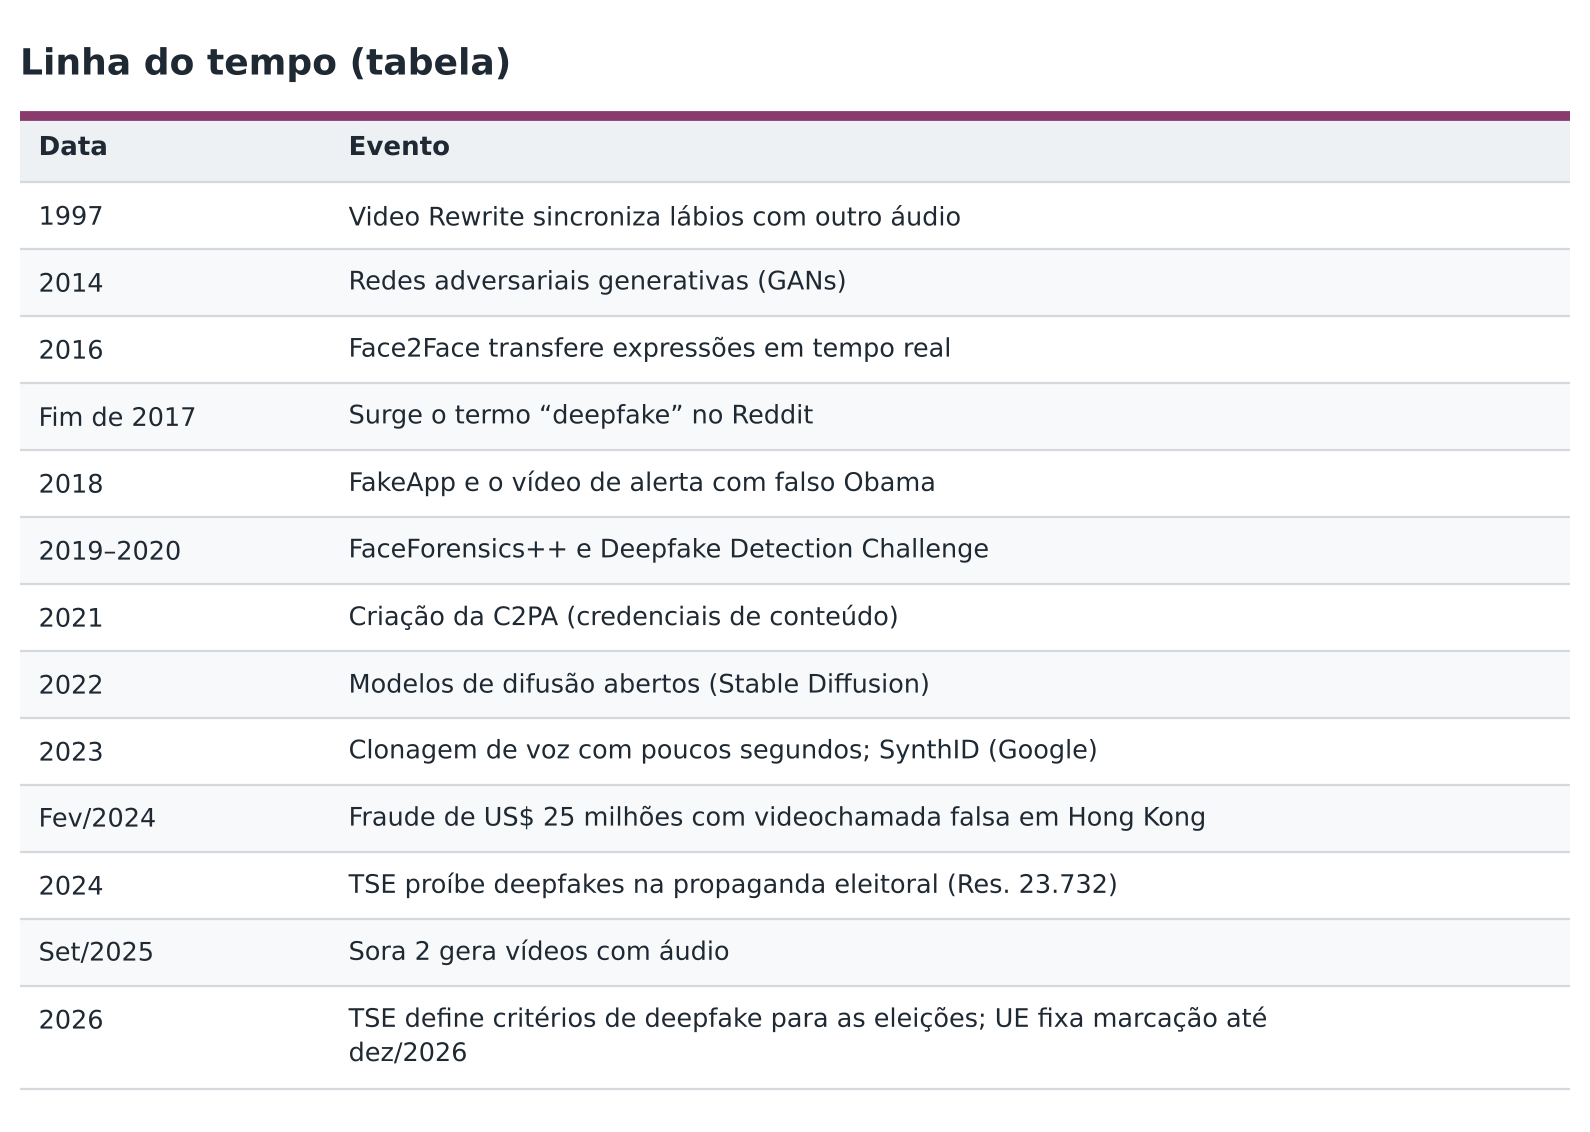 Linha do tempo (tabela)
Data Evento
1997 Video Rewrite sincroniza lábios com outro áudio
2014 Redes adversariais generativas (GANs)
2016 Face2Face transfere expressões em tempo real
Fim de 2017 Surge o termo “deepfake” no Reddit
2018 FakeApp e o vídeo de alerta com falso Obama
2019–2020 FaceForensics++ e Deepfake Detection Challenge
2021 Criação da C2PA (credenciais de conteúdo)
2022 Modelos de difusão abertos (Stable Diffusion)
2023 Clonagem de voz com poucos segundos; SynthID (Google)
Fev/2024 Fraude de US$ 25 milhões com videochamada falsa em Hong Kong
2024 TSE proíbe deepfakes na propaganda eleitoral (Res. 23.732)
Set/2025 Sora 2 gera vídeos com áudio
2026 TSE define critérios de deepfake para as eleições; UE fixa marcação até
dez/2026